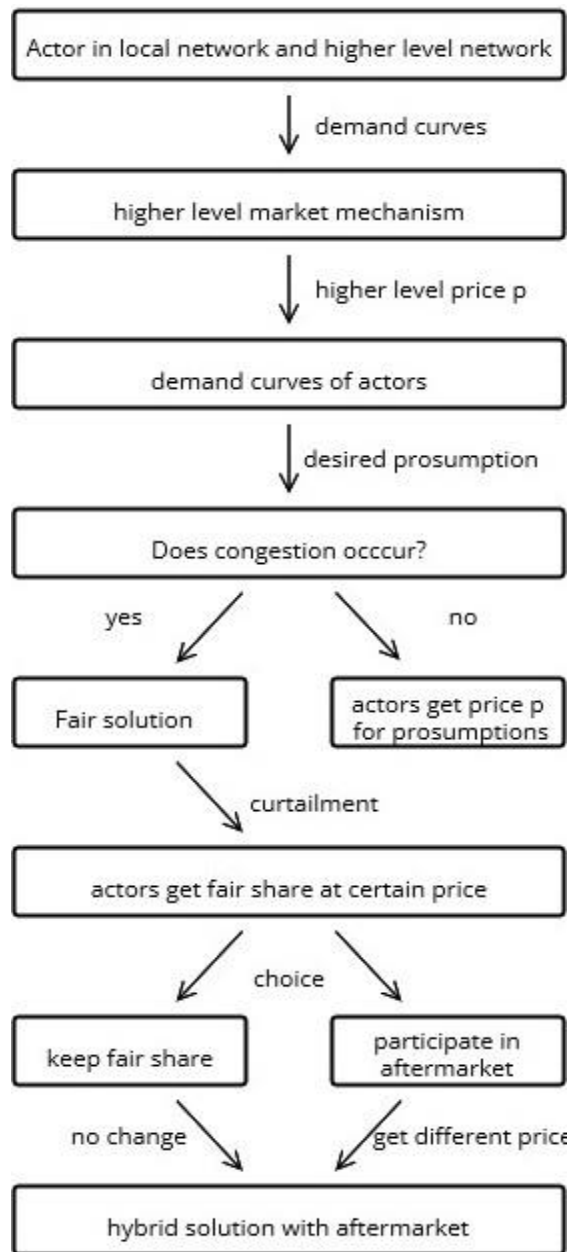 Actor in local network and higher level network
demand curves
higher level market mechanism
higher level price p
demand curves of actors
desired prosumption
Does congestion occcur?
yes
no
Fair solution
actors get price p
for prosumptions
curtailment
actors get fair share at certain price
choice
keep fair share
participate in
aftermarket
no change
get different price
hybrid solution with aftermarket